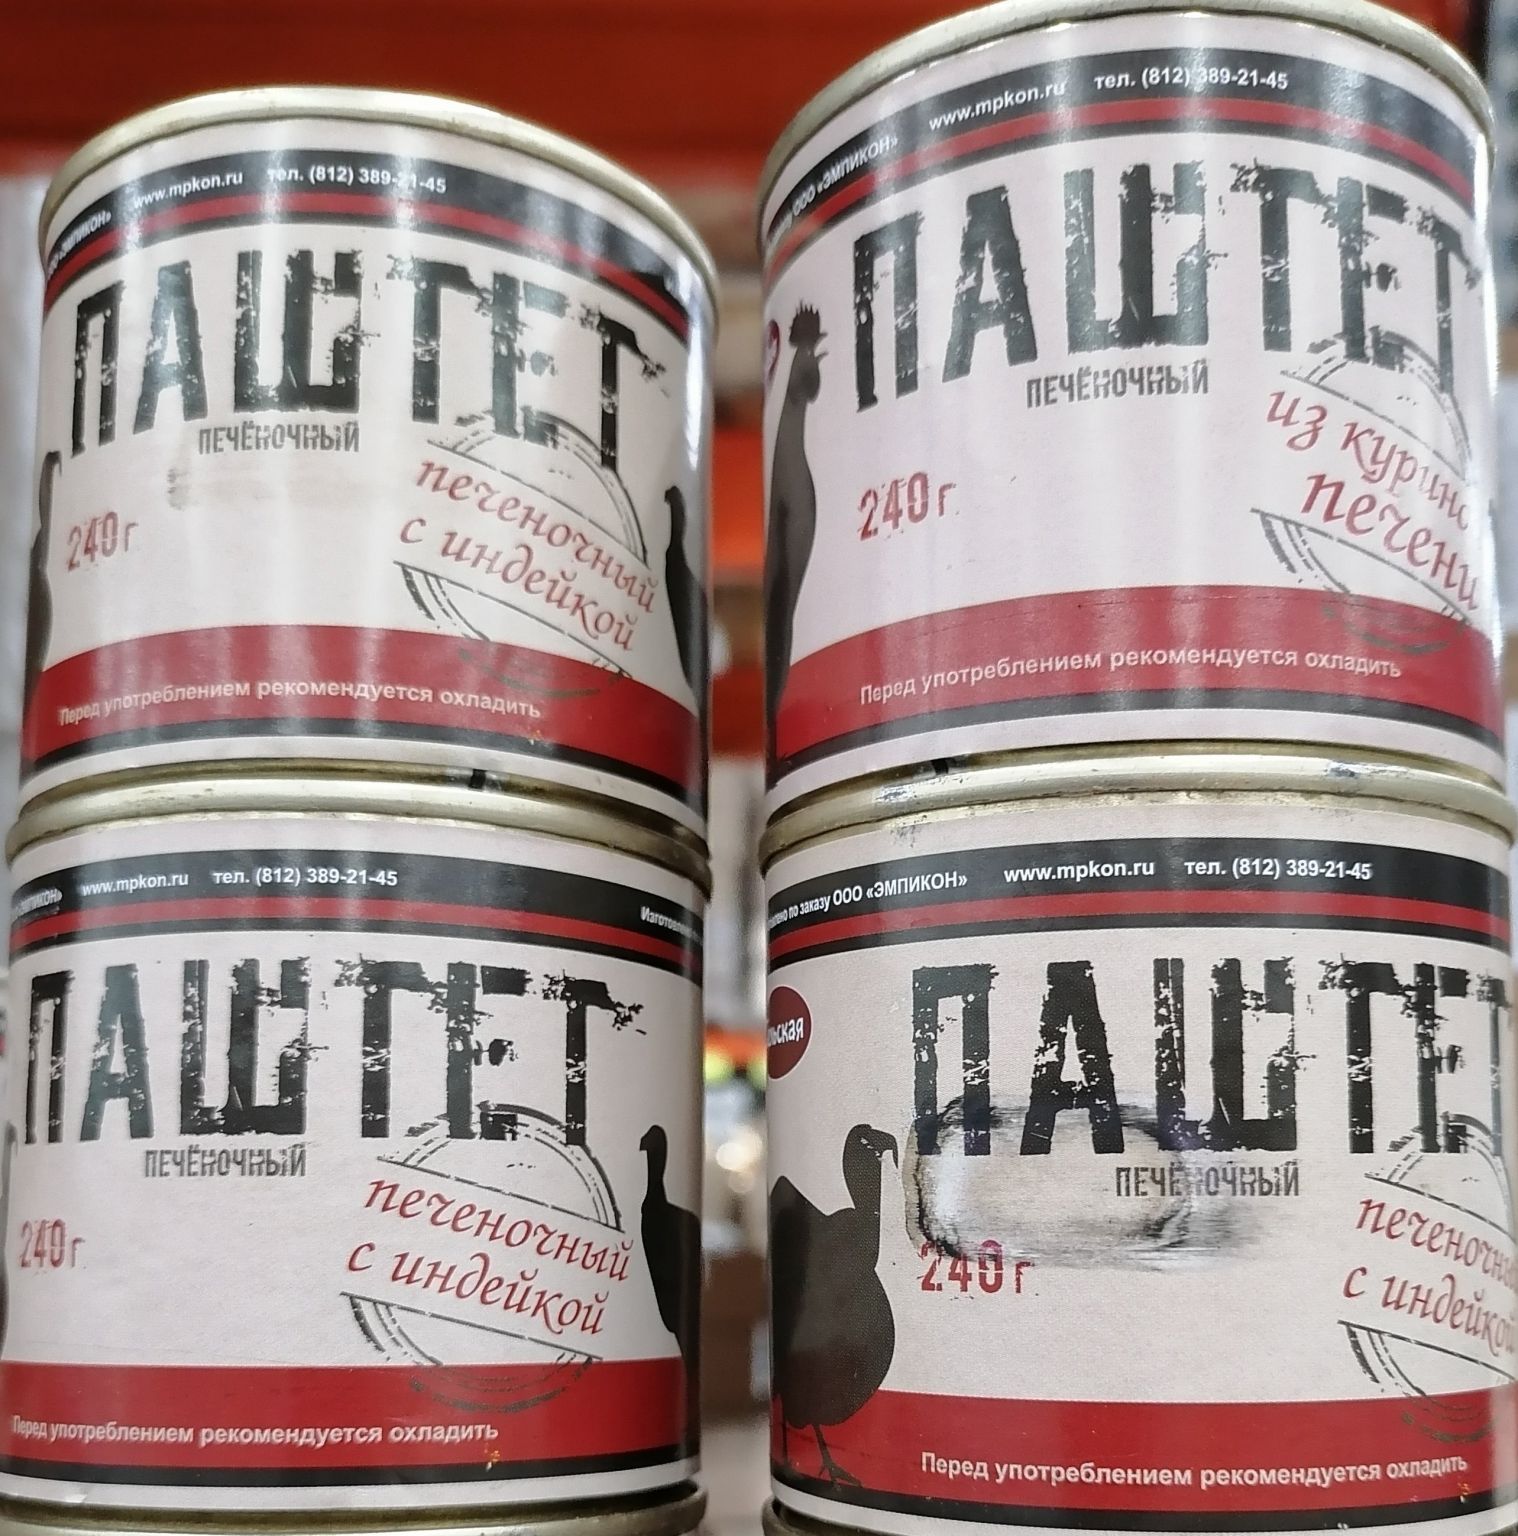 «ЭМПИКОН» www.mpkon.ru тел. (812) 389-21-45
ПАШТЕТ
ПЕЧЁНОЧНЫЙ
240 г
печеночный
с индейкой
Перед употреблением рекомендуется охладить
ООО «ЭМПИКОН» www.mpkon.ru тел. (812) 389-21-45
ПАШТЕТ
ПЕЧЁНОЧНЫЙ
240 г
из
печени
Перед употреблением рекомендуется охладить
www.mpkon.ru тел. (812) 389-21-45
ПАШТЕТ
ПЕЧЁНОЧНЫЙ
240 г
печеночный
с индейкой
Перед употреблением рекомендуется охладить
по заказу ООО «ЭМПИКОН» www.mpkon.ru тел. (812) 389-21-45
ПАШТЕТ
ПЕЧЁНОЧНЫЙ
240 г
печеночный
с индейкой
Перед употреблением рекомендуется охладить